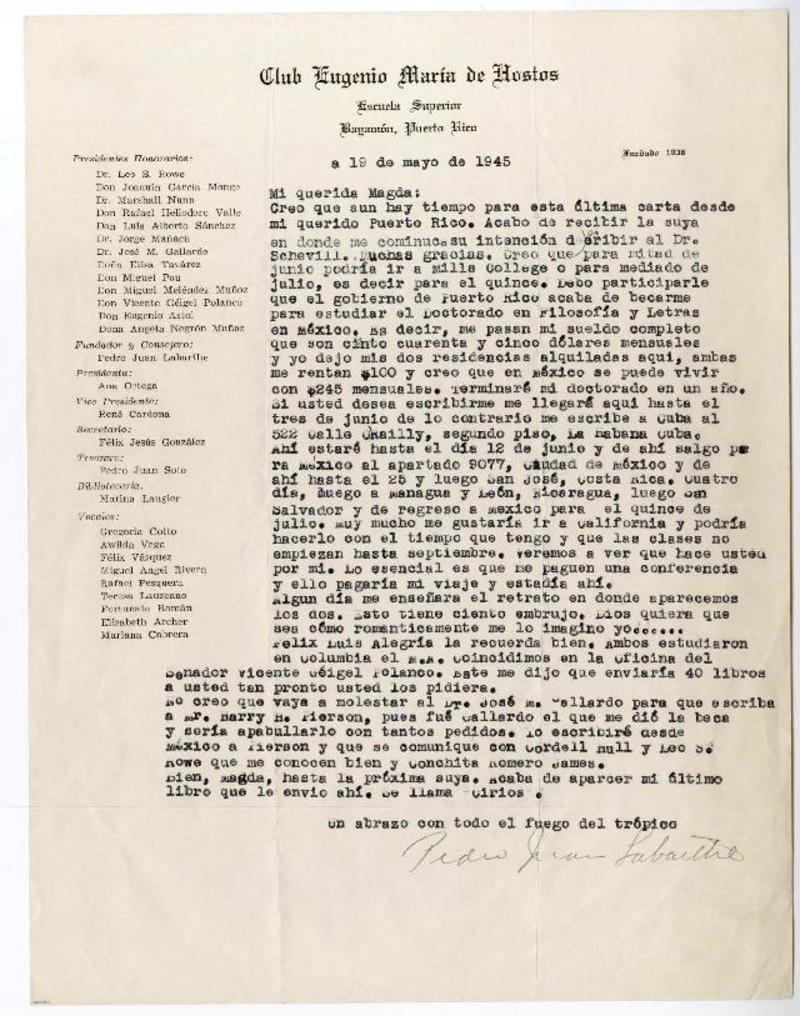 Club Eugenio María de Hostos
Escuela Superior
Bayamón, Puerto Rico
Fundado 1938
a 19 de mayo de 1945
Presidentes Honorarios:
Dr. Leo S. Rowe
Don Joaquín García Monge
Dr. Marshall Nunn
Don Rafael Heliodoro Valle
Don Luis Alberto Sánchez
Dr. Jorge Mañach
Dr. José M. Gallardo
Doña Elisa Tavárez
Don Miguel Pou
Don Miguel Meléndez Muñoz
Don Vicente Géigel Polanco
Don Eugenio Astol
Doña Angela Negrón Muñoz
Fundador y Consejero:
Pedro Juan Labarthe
Presidenta:
Ana Ortega
Vice Presidente:
René Cardona
Secretario:
Félix Jesús González
Tesorero:
Pedro Juan Soto
Bibliotecaria.
Marina Laugier
Vocales:
Gregoria Cotto
Awilda Vega
Félix Vázquez
Miguel Angel Rivera
Rafael Pesquera
Teresa Laureano
Fortunato Román
Elizabeth Archer
Mariana Cabrera
Mi querida Magda:
Creo que aun hay tiempo para esta última carta desde
mi querido Puerto Rico. Acabo de recibir la suya
en donde me cominuca su intención d sribir al Dr.
Schevill. Muchas gracias. Creo que para mitad de
junio podría ir a Mills College o para mediado de
julio, es decir para el quince. Debo participarle
que el gobierno de Puerto Rico acaba de becarme
para estudiar el Doctorado en Filosofía y Letras
en México. Es decir, me pasan mi sueldo completo
que son cinto cuarenta y cinco dólares mensuales
y yo dejo mis dos residencias alquiladas aqui, ambas
me rentan $100 y creo que en México se puede vivir
con $245 mensuales. Terminaré mi doctorado en un año.
Si usted desea escribirme me llegará aqui hasta el
tres de junio de lo contrario me escribe a Cuba al
522 Calle segundo piso, La Habana Cuba.
Ahí estaré hasta el día 12 de junio y de ahí salgo pa
ra México al apartado 9077, Ciudad de México y de
ahí hasta el 25 y luego San José, Costa Rica. Cuatro
día, luego a Managua y León, Nicaragua, luego San
Salvador y de regreso a Mexico para el quince de
julio. Muy mucho me gustaría ir a California y podría
hacerlo con el tiempo que tengo y que las clases no
empiezan hasta septiembre. Veremos a ver que hace usted
por mi. Lo esencial es que me paguen una conferencia
y ello pagaría mi viaje y estadía ahí.
Algun día me enseñara el retrato en donde aparecemos
los dos. Esto tiene ciento embrujo. Dios quiera que
sea cómo románticamente me lo imagino yo......
Felix Luis Alegría la recuerda bien. Ambos estudiaron
en Columbia el M.A. Coincidimos en la oficina del
Senador Vicente Géigel Polanco. Este me dijo que enviaría 40 libros
a usted tan pronto usted los pidiera.
No creo que vaya a molestar al Dr. José M. Gallardo para que escriba
a Mr. Harry H. Pierson, pues fué Gallardo el que me dió la beca
y sería apabullarlo con tantos pedidos. Yo escribiré desde
México a Pierson y que se comunique con Cordell Hull y Leo S.
Rowe que me conocen bien y Conchita Romero James.
Bien, Magda, hasta la próxima suya. Acaba de aparcer mi último
libro que le envio ahí. Se llama Cirios .
Un abrazo con todo el fuego del trópico
Pedro Juan Labarthe